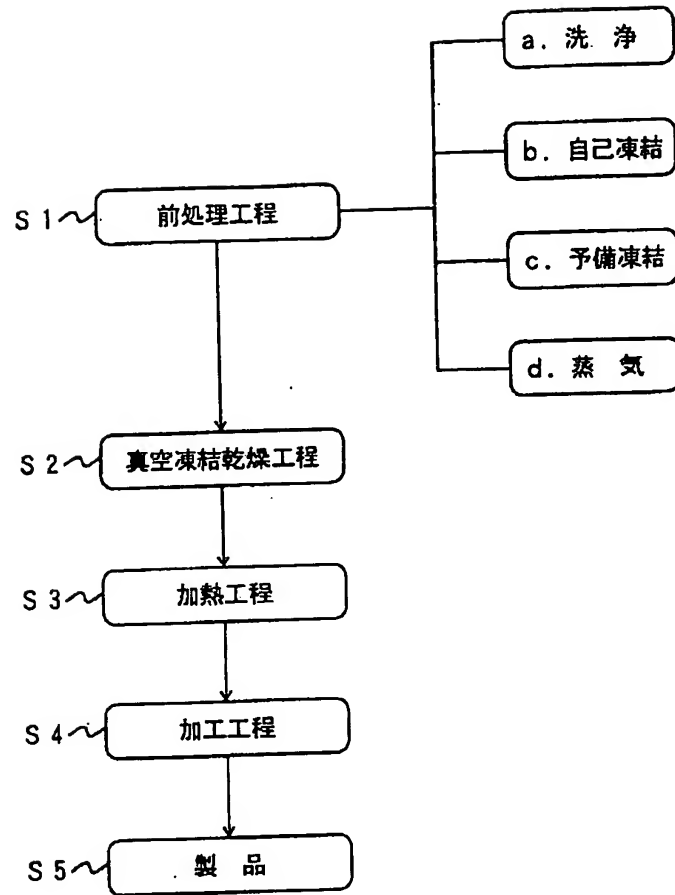 a. 洗 浄
b. 自己凍結
S1 前処理工程
c. 予備凍結
d. 蒸 気
S2 真空凍結乾燥工程
S3 加熱工程
S4 加工工程
S5 製 品